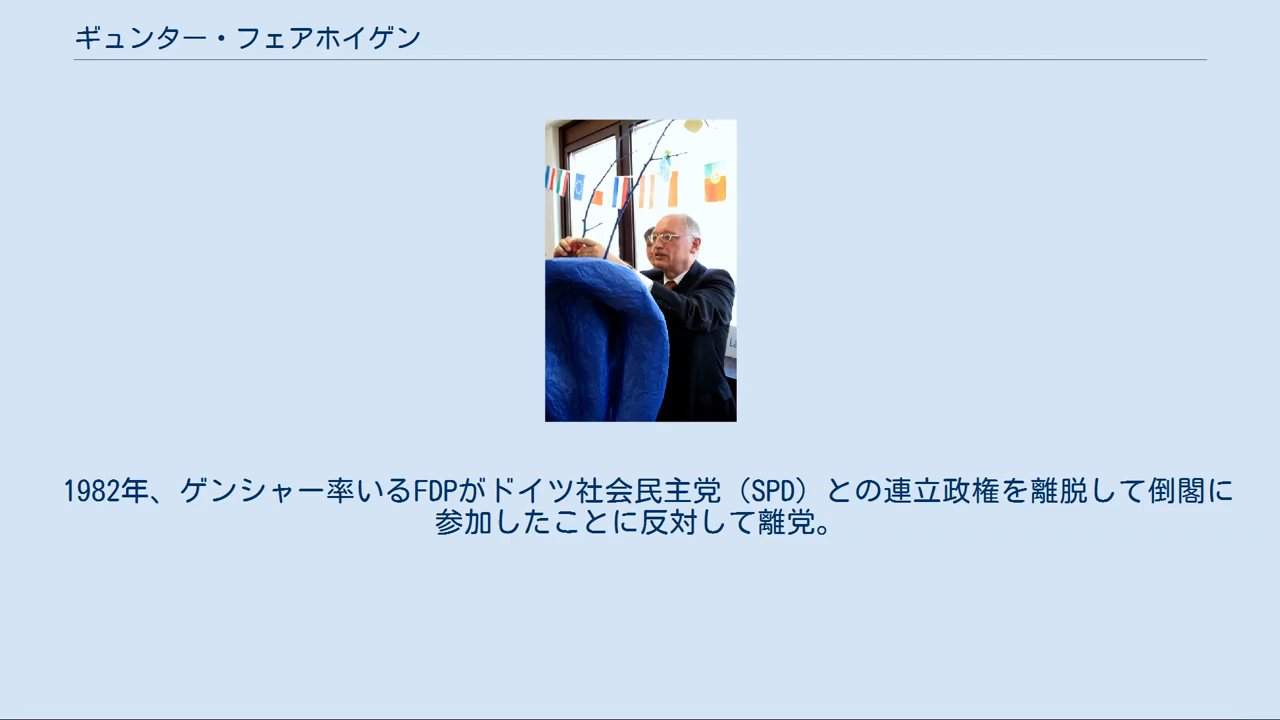 ギュンター・フェアホイゲン
1982年、ゲンシャー率いるFDPがドイツ社会民主党（SPD）との連立政権を離脱して倒閣に
参加したことに反対して離党。